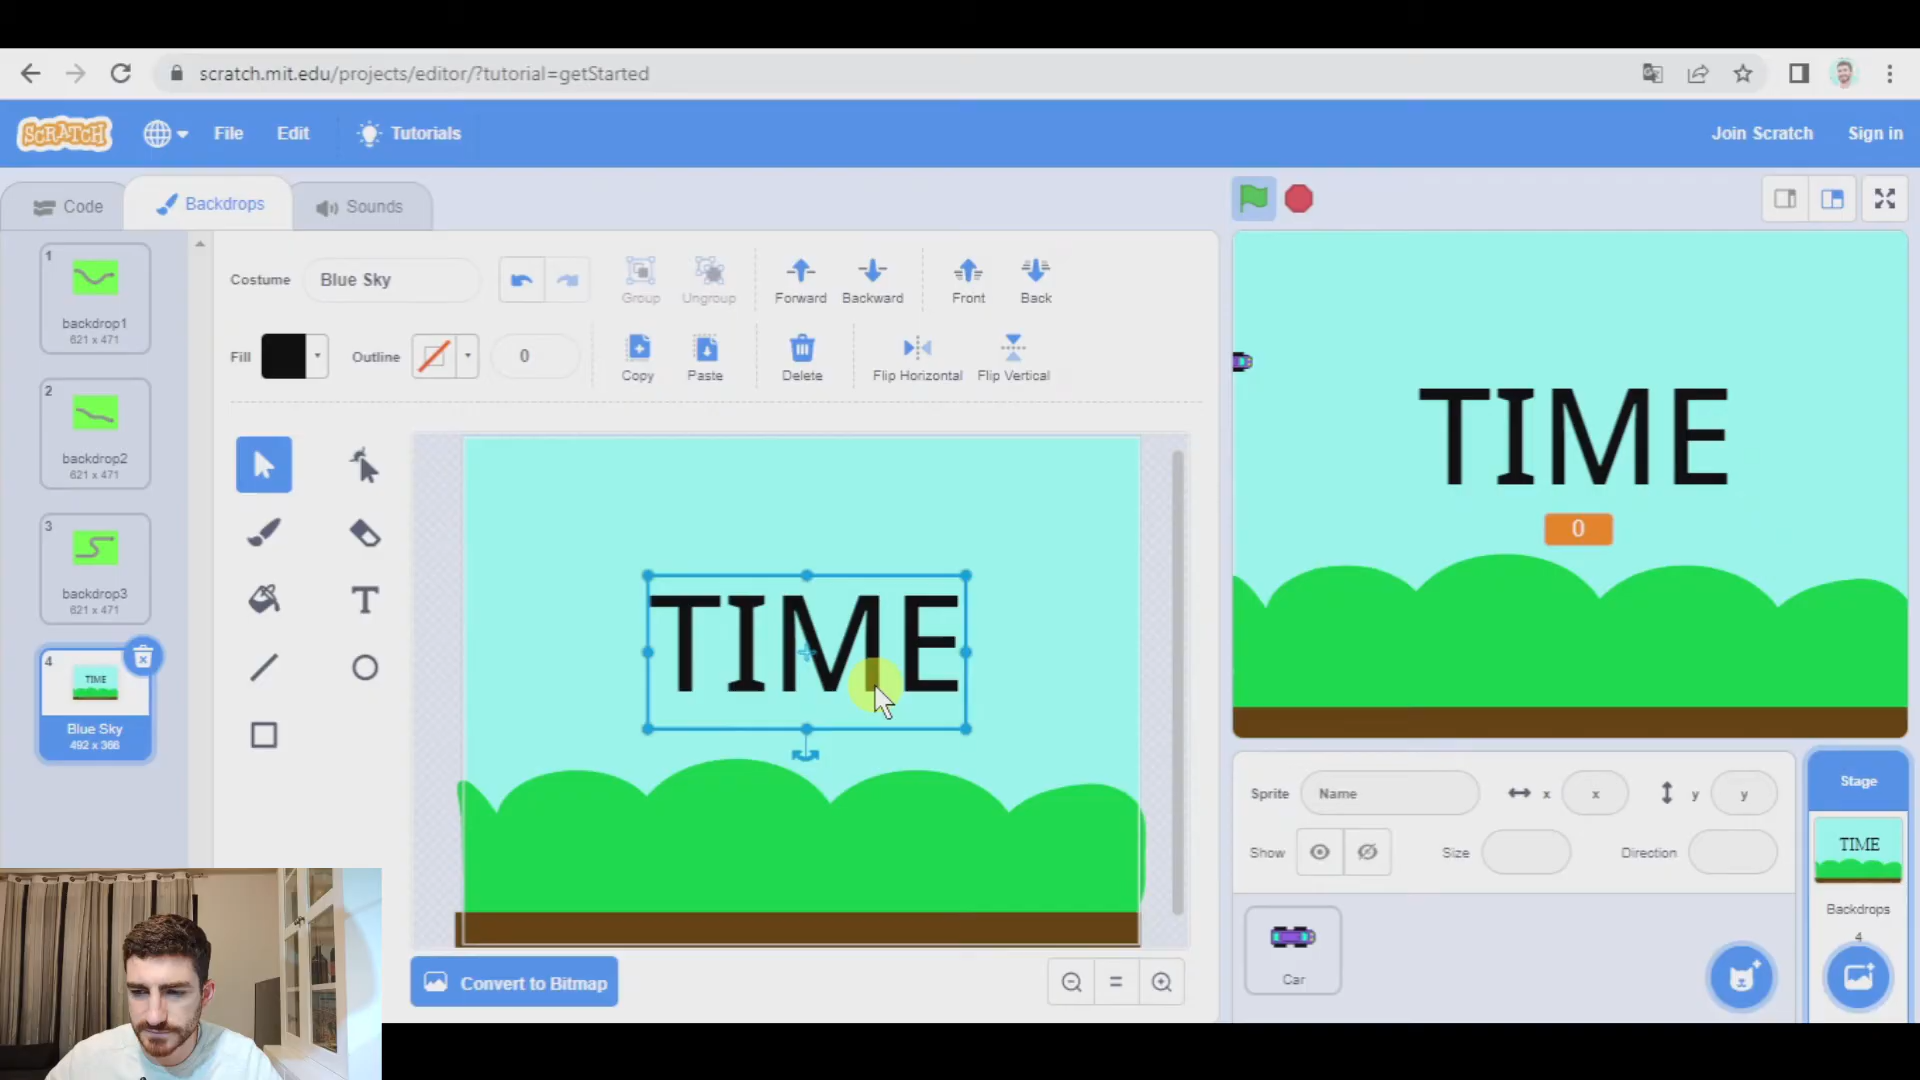 scratch.mit.edu/projects/editor/?tutorial=getStarted
SCRATCH File Edit Tutorials Join Scratch Sign in
Code Backdrops Sounds
1
backdrop1
621 x 471
2
backdrop2
621 x 471
3
backdrop3
621 x 471
4
TIME
Blue Sky
492 x 366
Costume Blue Sky Group Ungroup Forward Backward Front Back
Fill Outline 0 Copy Paste Delete Flip Horizontal Flip Vertical
T
TIME
Convert to Bitmap
TIME
0
Sprite Name x x y y
Show Size Direction
Car
Stage
TIME
Backdrops
4